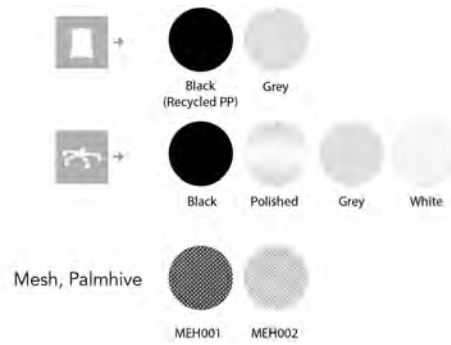 Black
(Recycled PP)
Grey
Black
Polished
Grey
White
Mesh, Palmhive
MEH001
MEH002